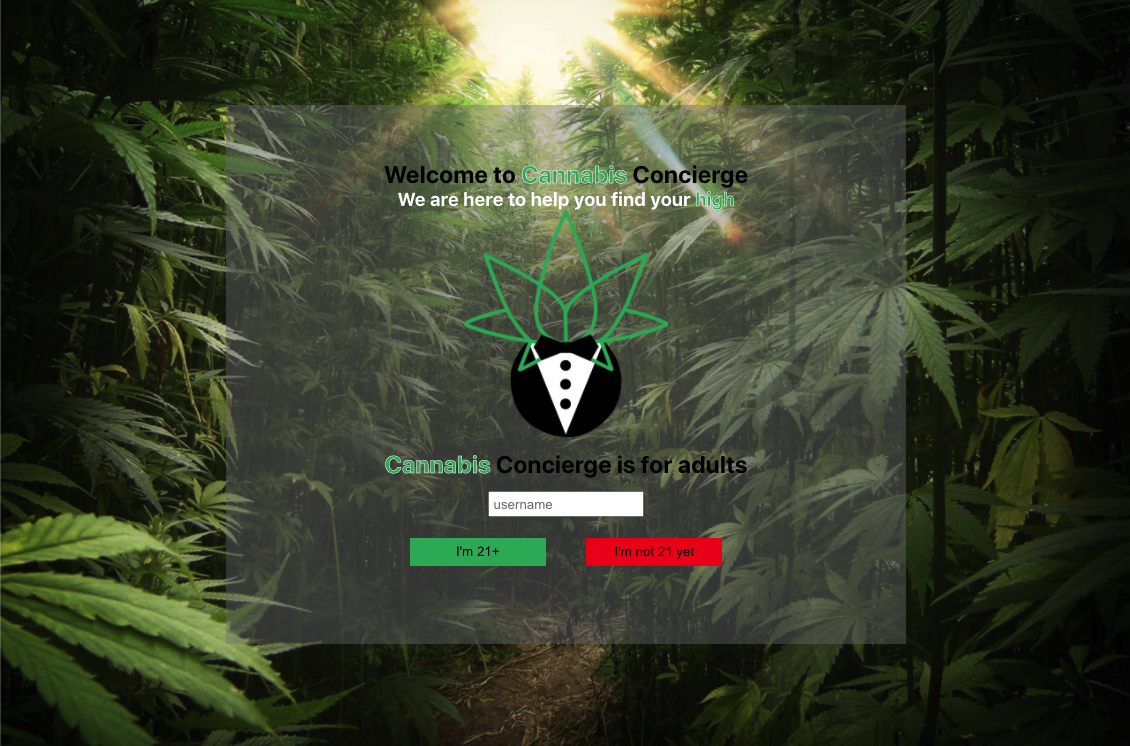 Welcome to Cannabis Concierge
We are here to help you find your high
Cannabis Concierge is for adults
username
I'm 21+ I'm not 21 yet